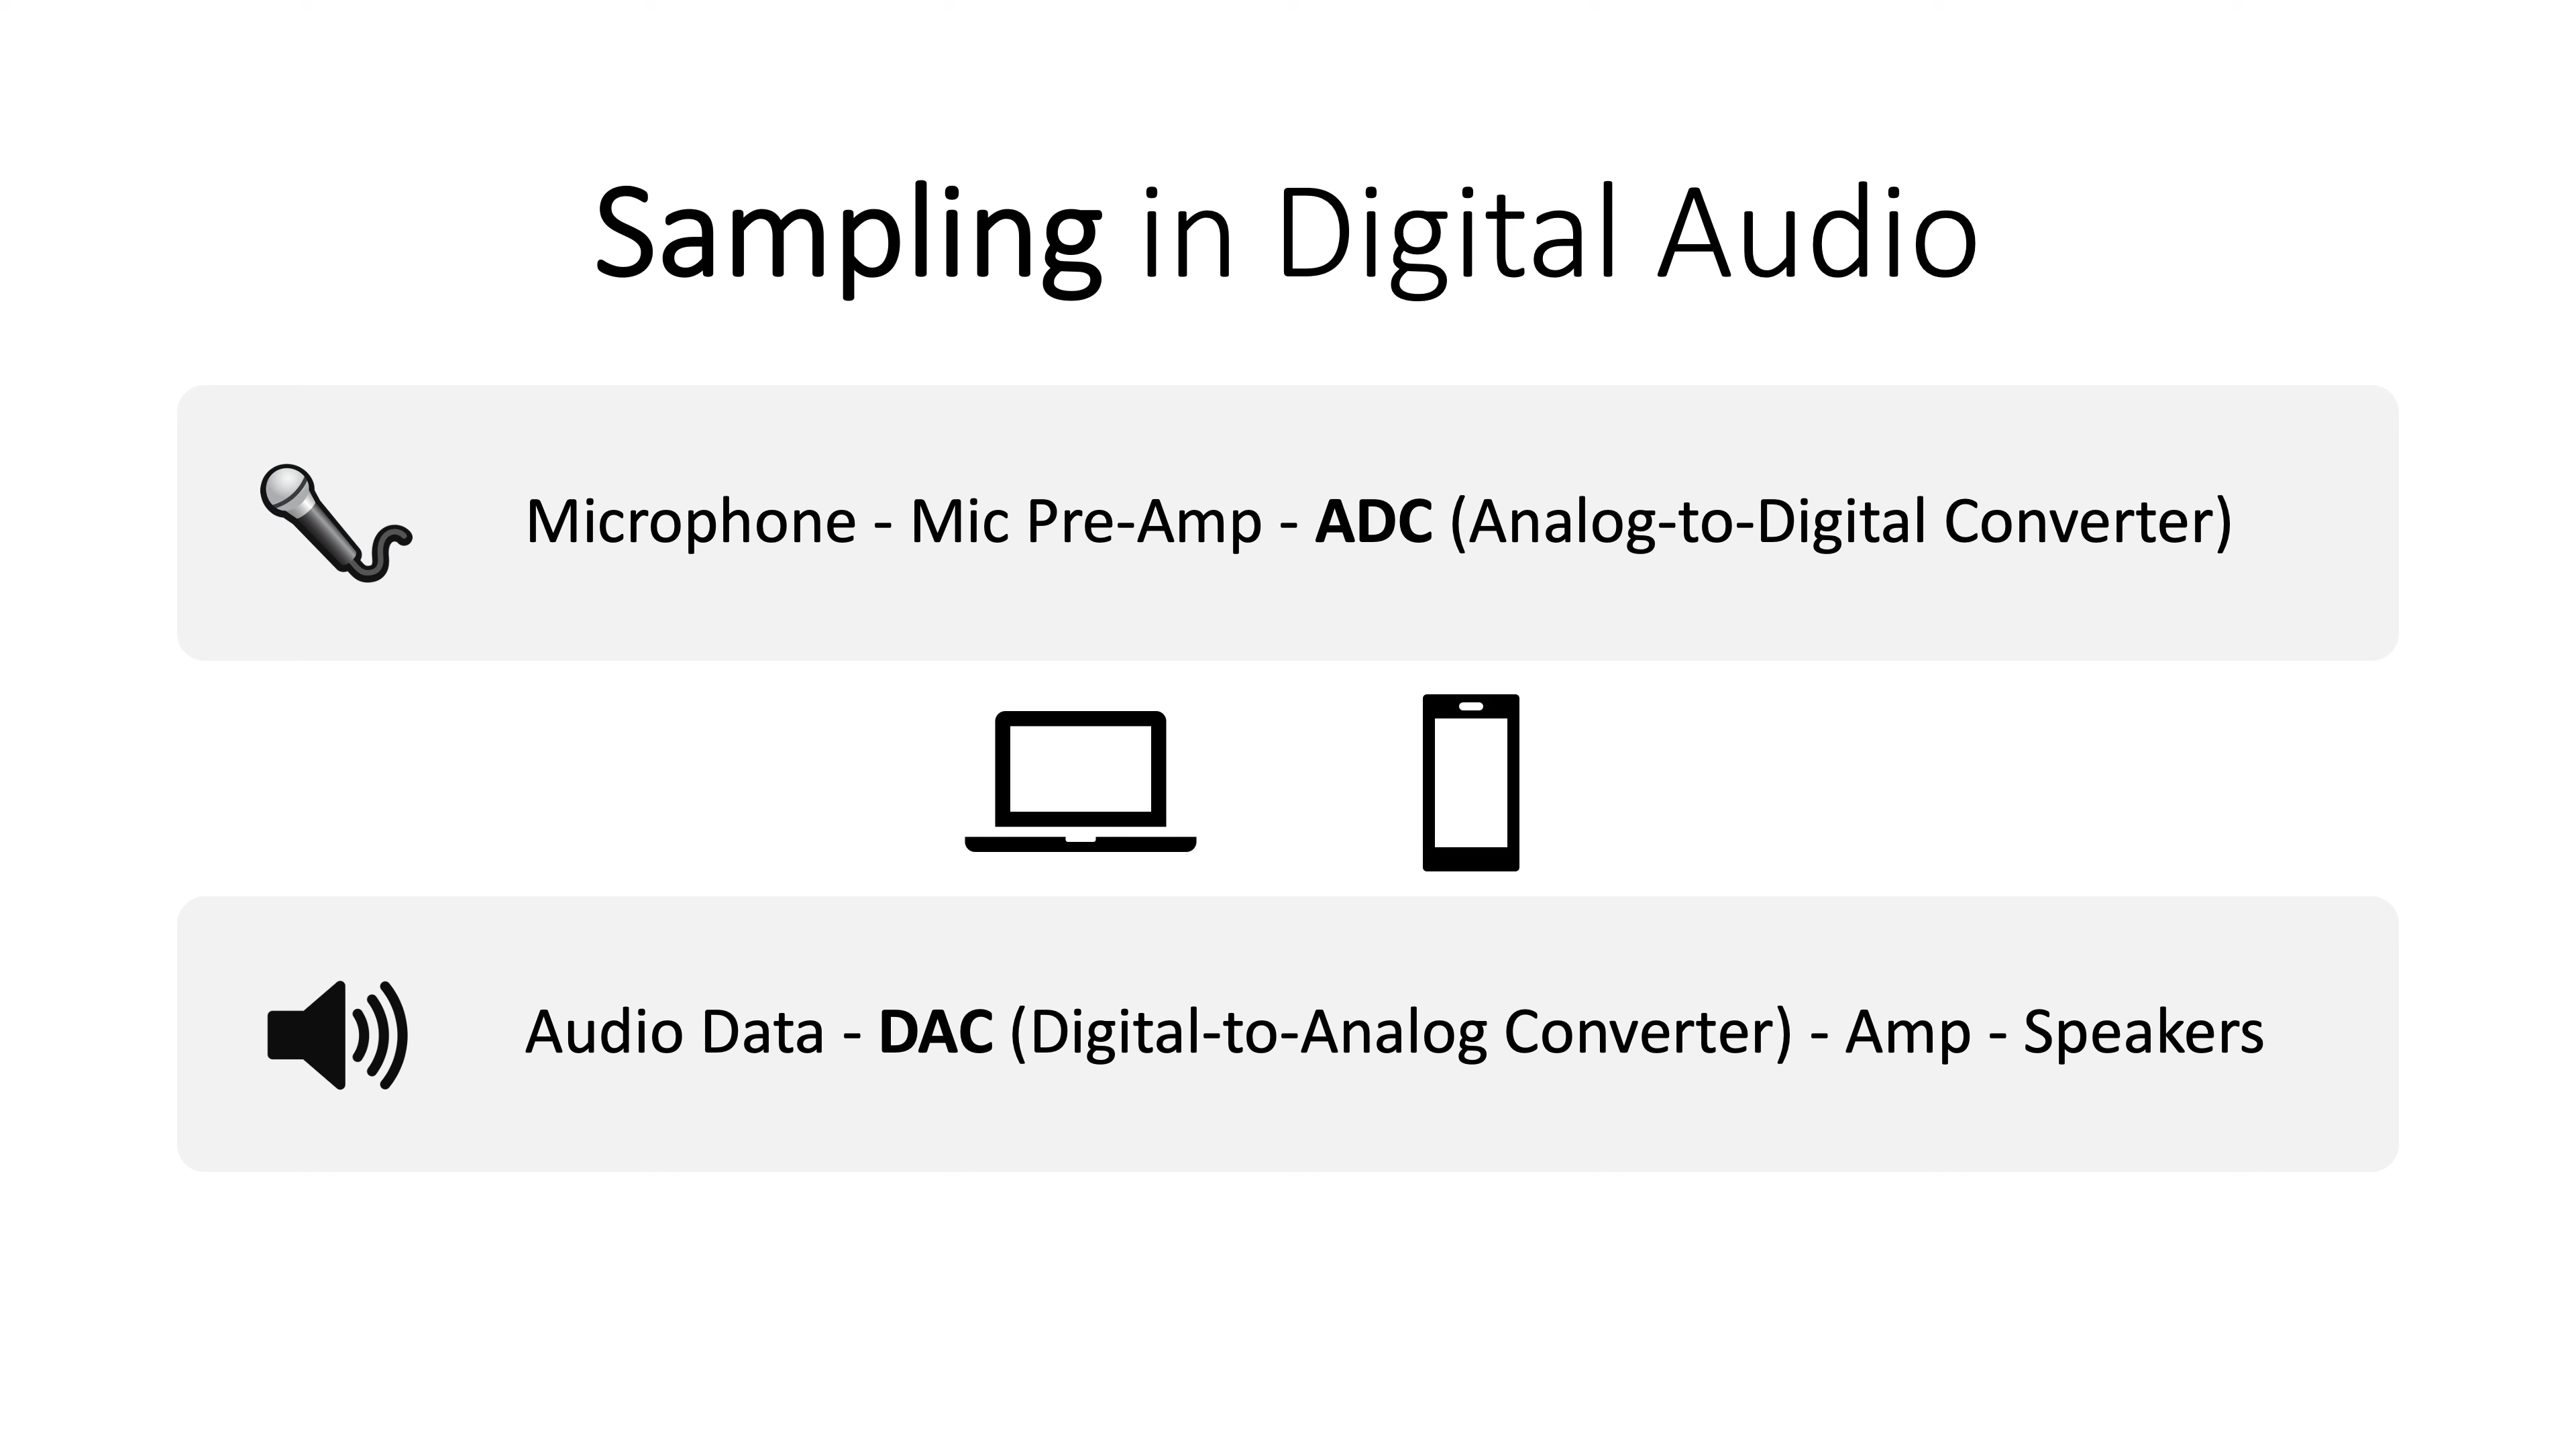 Sampling in Digital Audio
Microphone - Mic Pre-Amp - ADC (Analog-to-Digital Converter)
Audio Data - DAC (Digital-to-Analog Converter) - Amp - Speakers